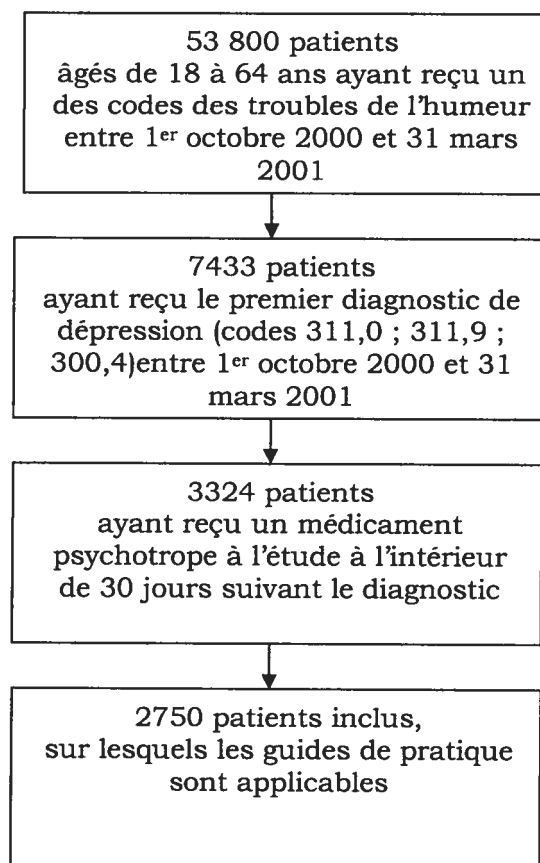 53 800 patients
âgés de 18 à 64 ans ayant reçu un
des codes des troubles de l'humeur
entre 1er octobre 2000 et 31 mars
2001
7433 patients
ayant reçu le premier diagnostic de
dépression (codes 311,0 ; 311,9 ;
300,4)entre 1er octobre 2000 et 31
mars 2001
3324 patients
ayant reçu un médicament
psychotrope à l'étude à l'intérieur
de 30 jours suivant le diagnostic
2750 patients inclus,
sur lesquels les guides de pratique
sont applicables